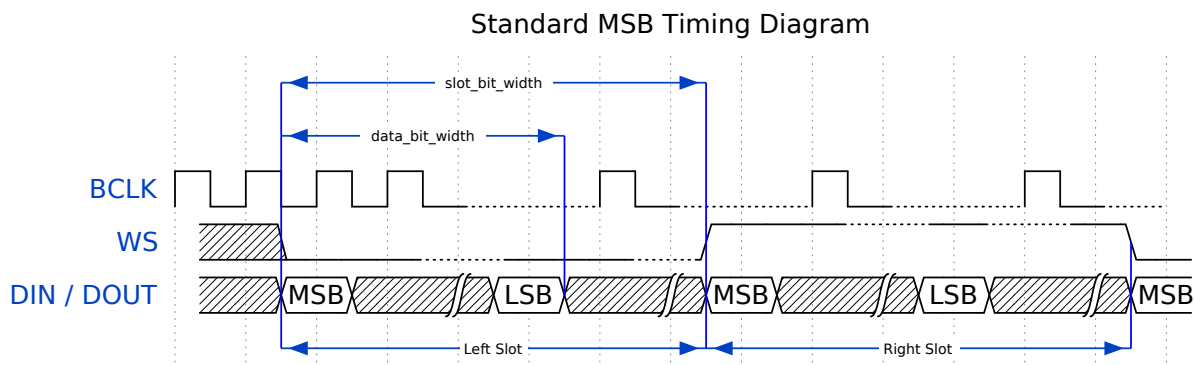 Standard MSB Timing Diagram
slot_bit_width
data_bit_width
BCLK
WS
DIN / DOUT
MSB
LSB
MSB
LSB
MSB
Left Slot
Right Slot